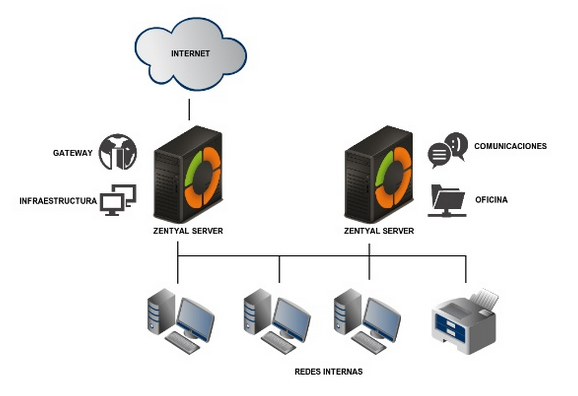 INTERNET
GATEWAY
COMUNICACIONES
INFRAESTRUCTURA
OFICINA
ZENTYAL SERVER
ZENTYAL SERVER
REDES INTERNAS